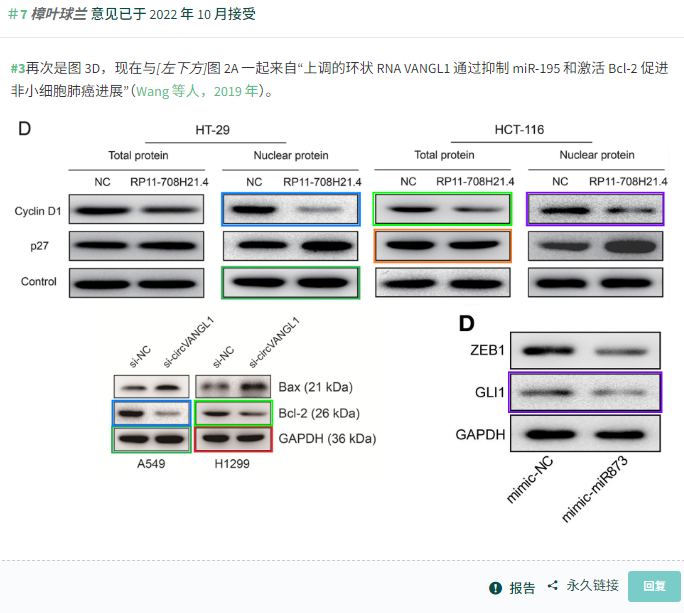 #7 樟叶球兰 意见已于 2022 年 10 月接受
#3再次是图 3D，现在与[左下方]图 2A 一起来自“上调的环状 RNA VANGL1 通过抑制 miR-195 和激活 Bcl-2 促进
非小细胞肺癌进展”（Wang 等人，2019 年）。
D
HT-29 HCT-116
Total protein Nuclear protein Total protein Nuclear protein
NC RP11-708H21.4 NC RP11-708H21.4 NC RP11-708H21.4 NC RP11-708H21.4
Cyclin D1
p27
Control
si-NC si-circVANGL1 si-NC si-circVANGL1
Bax (21 kDa)
Bcl-2 (26 kDa)
GAPDH (36 kDa)
A549 H1299
D
ZEB1
GLI1
GAPDH
mimic-NC mimic-miR873
报告 永久链接 回复